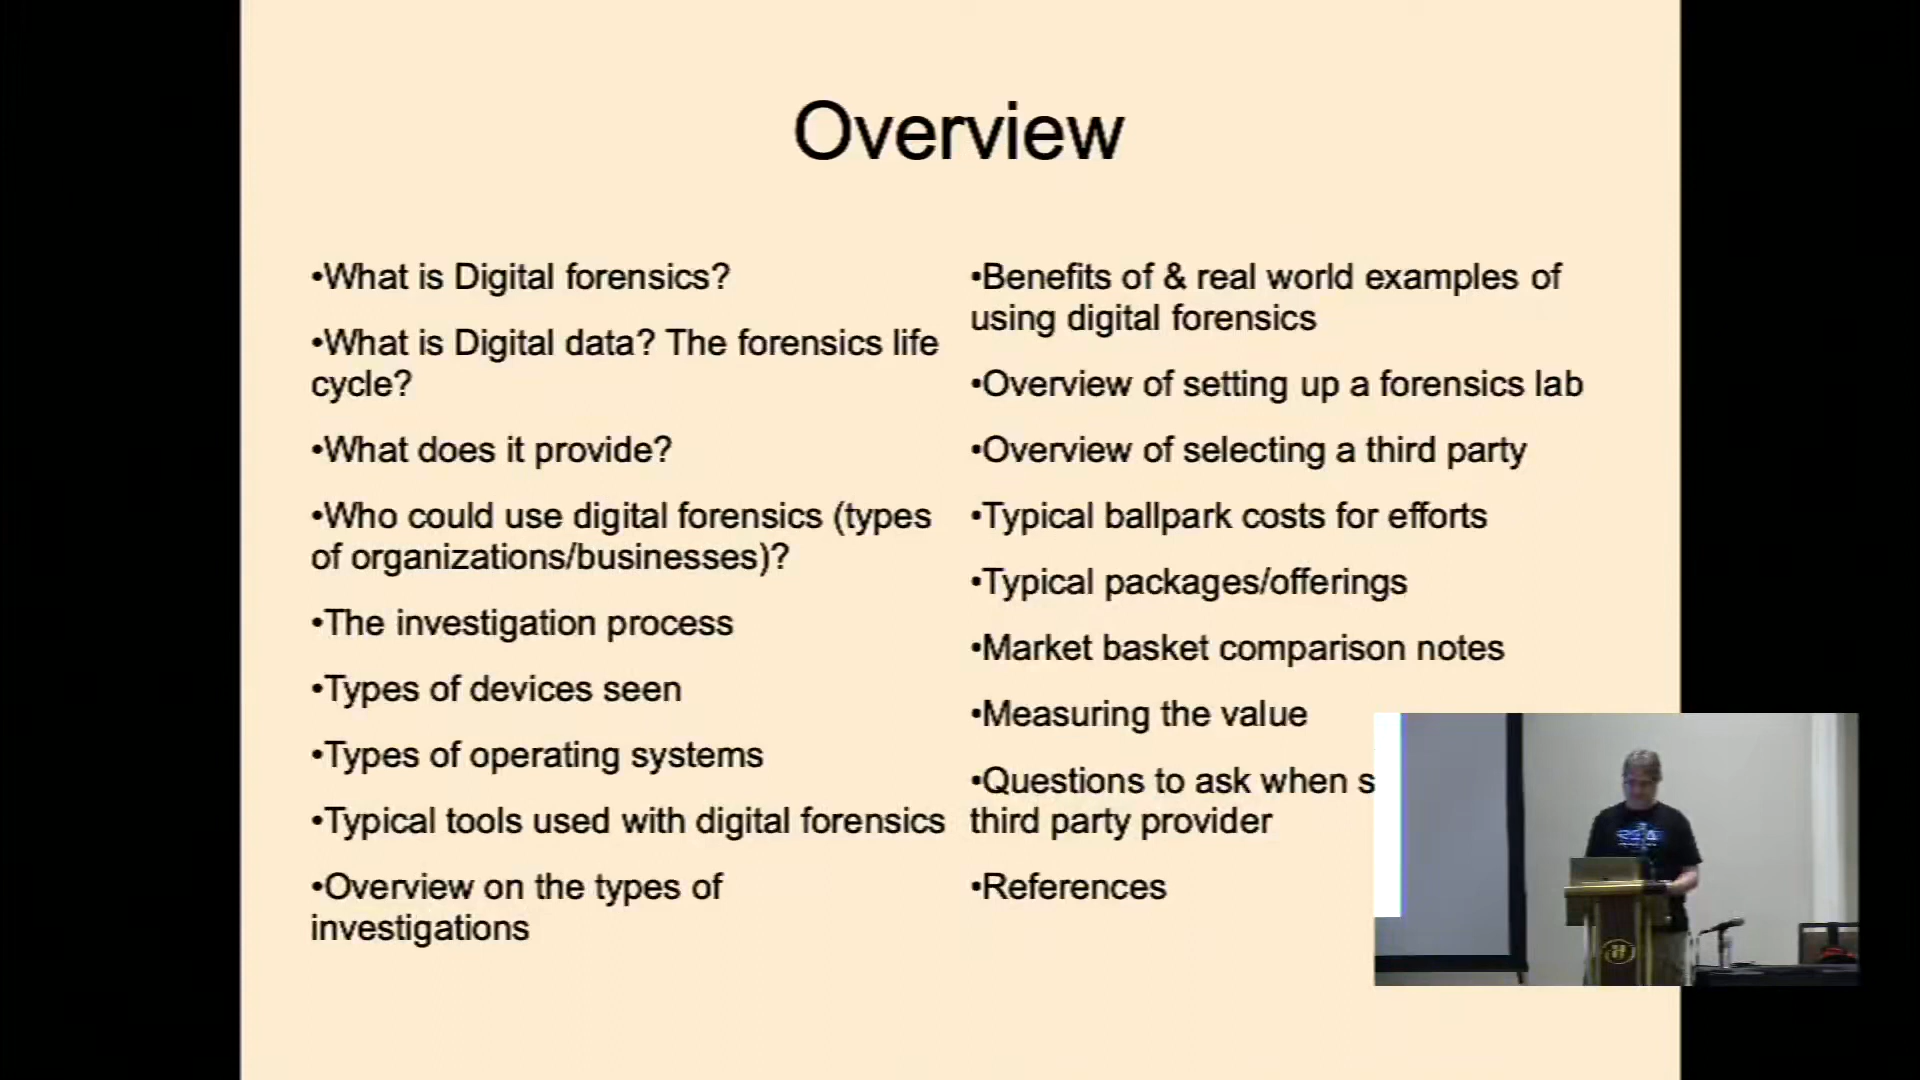 Overview
•What is Digital forensics?
•What is Digital data? The forensics life
cycle?
•What does it provide?
•Who could use digital forensics (types
of organizations/businesses)?
•The investigation process
•Types of devices seen
•Types of operating systems
•Typical tools used with digital forensics
•Overview on the types of
investigations
•Benefits of & real world examples of
using digital forensics
•Overview of setting up a forensics lab
•Overview of selecting a third party
•Typical ballpark costs for efforts
•Typical packages/offerings
•Market basket comparison notes
•Measuring the value
•Questions to ask when
third party provider
•References